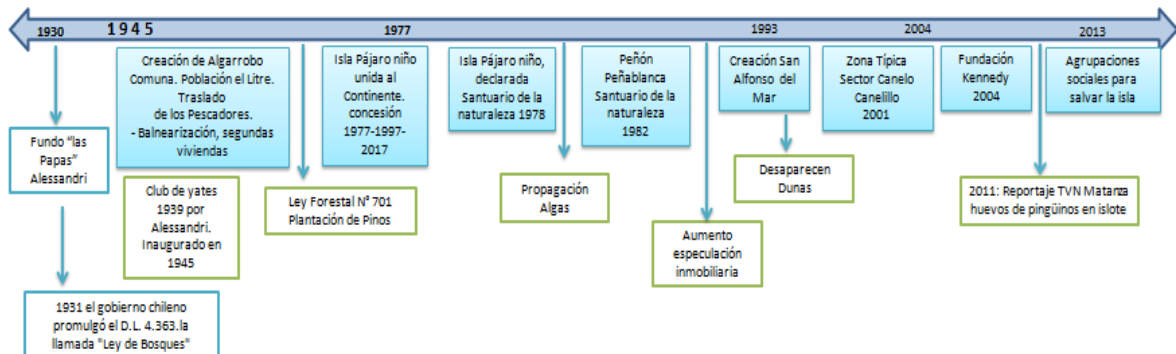 1930
1945
1977
1993
2004
2013
Creación de Algarrobo
Comuna. Población el Litre.
Traslado
de los Pescadores.
- Balnearización, segundas
viviendas
Isla Pájaro niño
unida al
Continente.
concesión
1977-1997-
2017
Isla Pájaro niño,
declarada
Santuario de la
naturaleza 1978
Peñón
Peñablanca
Santuario de la
naturaleza
1982
Creación San
Alfonso del
Mar
Zona Típica
Sector Canelo
Canelillo
2001
Fundación
Kennedy
2004
Agrupaciones
sociales para
salvar la isla
Fundo "las
Papas"
Alessandri
Club de yates
1939 por
Alessandri.
Inaugurado en
1945
Ley Forestal N° 701
Plantación de Pinos
Propagación
Algas
Aumento
especulación
inmobiliaria
Desaparecen
Dunas
2011: Reportaje TVN Matanza
huevos de pingüinos en islote
1931 el gobierno chileno
promulgó el D.L. 4.363.la
llamada "Ley de Bosques"